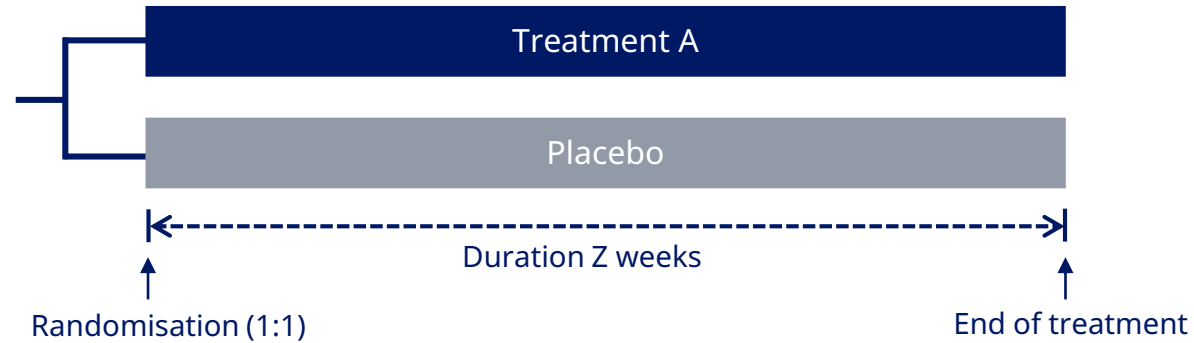 Treatment A
Placebo
Duration Z weeks
Randomisation (1:1)
End of treatment